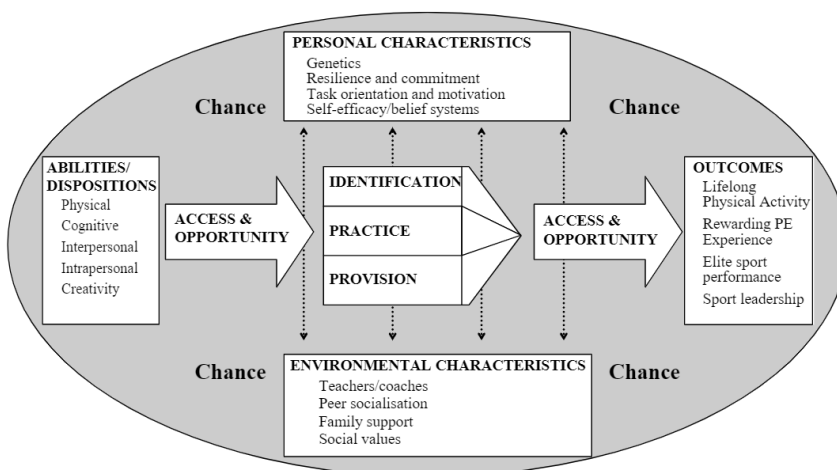 PERSONAL CHARACTERISTICS
Genetics
Resilience and commitment
Task orientation and motivation
Self-efficacy/belief systems
Chance
Chance
ABILITIES/
DISPOSITIONS
Physical
Cognitive
Interpersonal
Intrapersonal
Creativity
ACCESS &
OPPORTUNITY
IDENTIFICATION
PRACTICE
PROVISION
ACCESS &
OPPORTUNITY
OUTCOMES
Lifelong
Physical Activity
Rewarding PE
Experience
Elite sport
performance
Sport leadership
Chance
Chance
ENVIRONMENTAL CHARACTERISTICS
Teachers/coaches
Peer socialisation
Family support
Social values